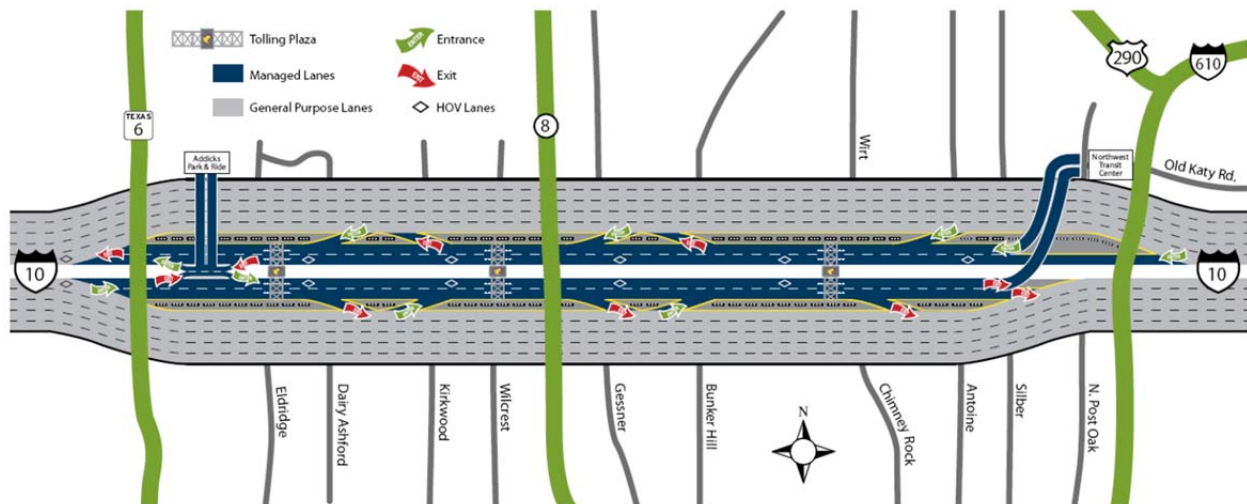 Tolling Plaza
Entrance
Managed Lanes
Exit
General Purpose Lanes
HOV Lanes
ENTER
EXIT
TEXAS
6
8
290
610
Addicks
Park & Ride
Wirt
Northwest
Transit
Center
Old Katy Rd.
10
10
Eldridge
Dairy Ashford
Kirkwood
Wilcrest
Gessner
Bunker Hill
N
Chimney Rock
Antoine
Silber
N. Post Oak